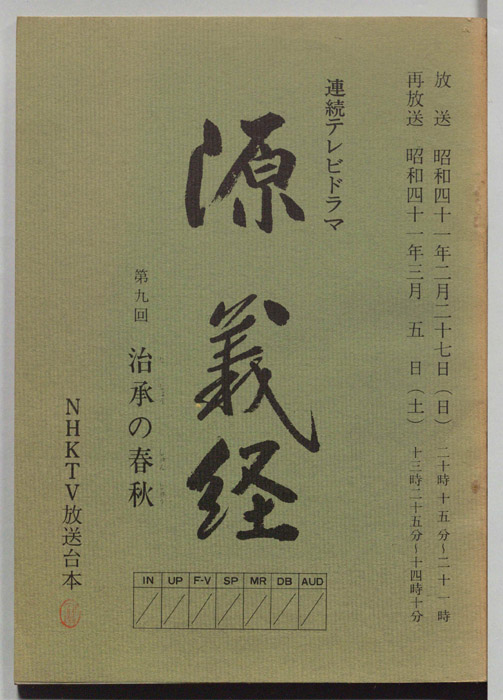 放送 昭和四十一年二月二十七日（日） 二十時十五分～二十一時
再放送 昭和四十一年三月五日（土） 十三時二十五分～十四時十分
連続テレビドラマ
源義経
第九回 治承の春秋
NHKTV放送台本
IN UP F-V SP MR DB AUD